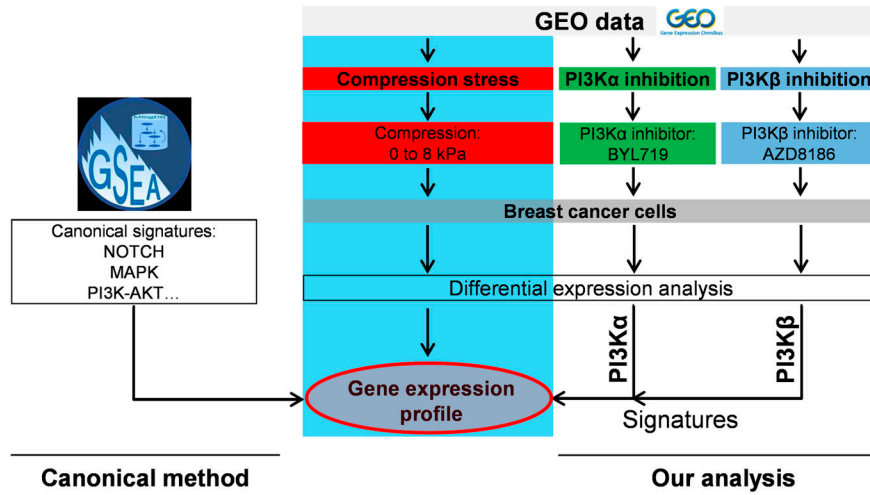 GEO data
GEO
Gene Expression Omnibus
Compression stress
PI3Kα inhibition
PI3Kβ inhibition
Compression:
0 to 8 kPa
PI3Kα inhibitor:
BYL719
PI3Kβ inhibitor:
AZD8186
MSigDB
GSEA
Breast cancer cells
Canonical signatures:
NOTCH
MAPK
PI3K-AKT…
Differential expression analysis
PI3Kα
PI3Kβ
Gene expression
profile
Signatures
Canonical method
Our analysis